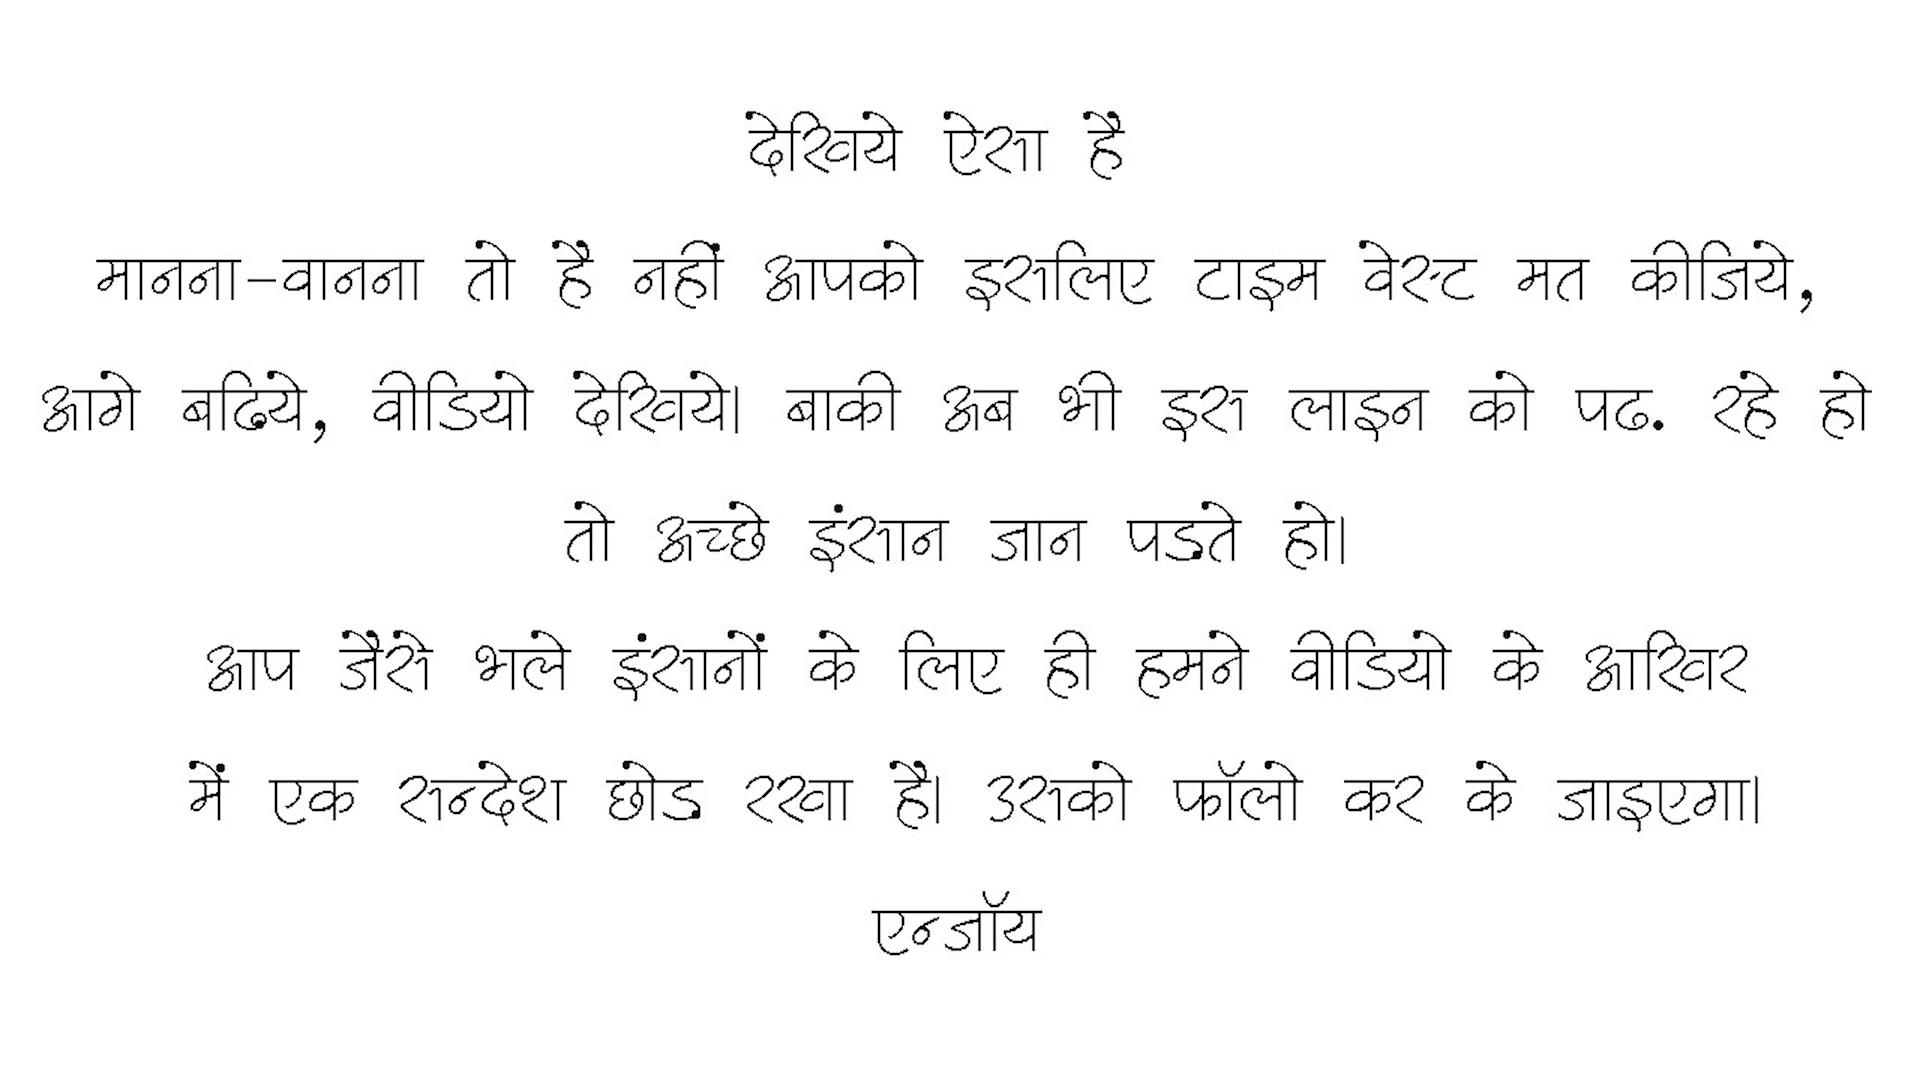 देखिये ऐसा है
मानना-वानना तो है नहीं आपको इसलिए टाइम वेस्ट मत कीजिये,
आगे बढ़िये, वीडियो देखिये। बाकी अब भी इस लाइन को पढ़ रहे हो
तो अच्छे इंसान जान पड़ते हो।
आप जैसे भले इंसानों के लिए ही हमने वीडियो के आखिर
में एक सन्देश छोड़ रखा है। उसको फॉलो कर के जाइएगा।
एन्जॉय